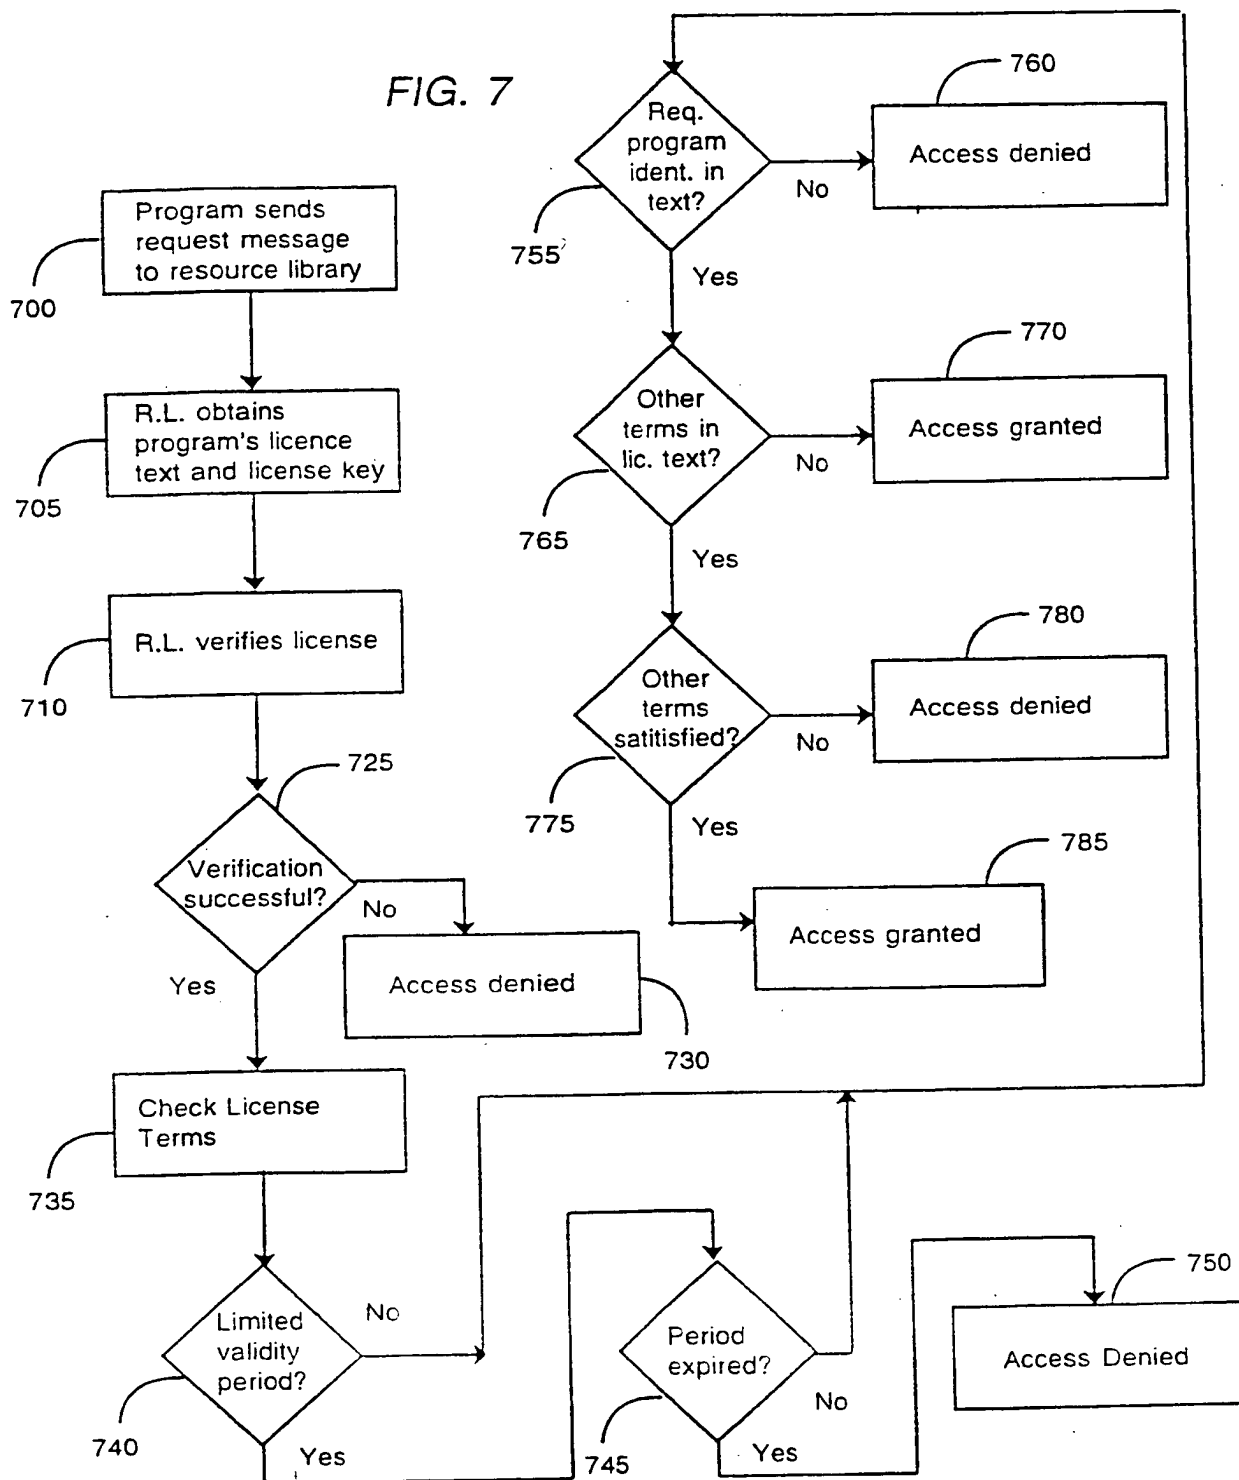 FIG. 7
Program sends
request message
to resource library
700
R.L. obtains
program's licence
text and license key
705
R.L. verifies license
710
725
Verification
successful?
No
Yes
Access denied
730
Check License
Terms
735
Limited
validity
period?
No
740
Yes
Period
expired?
No
745
Yes
750
Access Denied
Req.
program
ident. in
text?
No
755
Yes
760
Access denied
Other
terms in
lic. text?
No
765
Yes
770
Access granted
Other
terms
satitisfied?
No
775
Yes
780
Access denied
785
Access granted